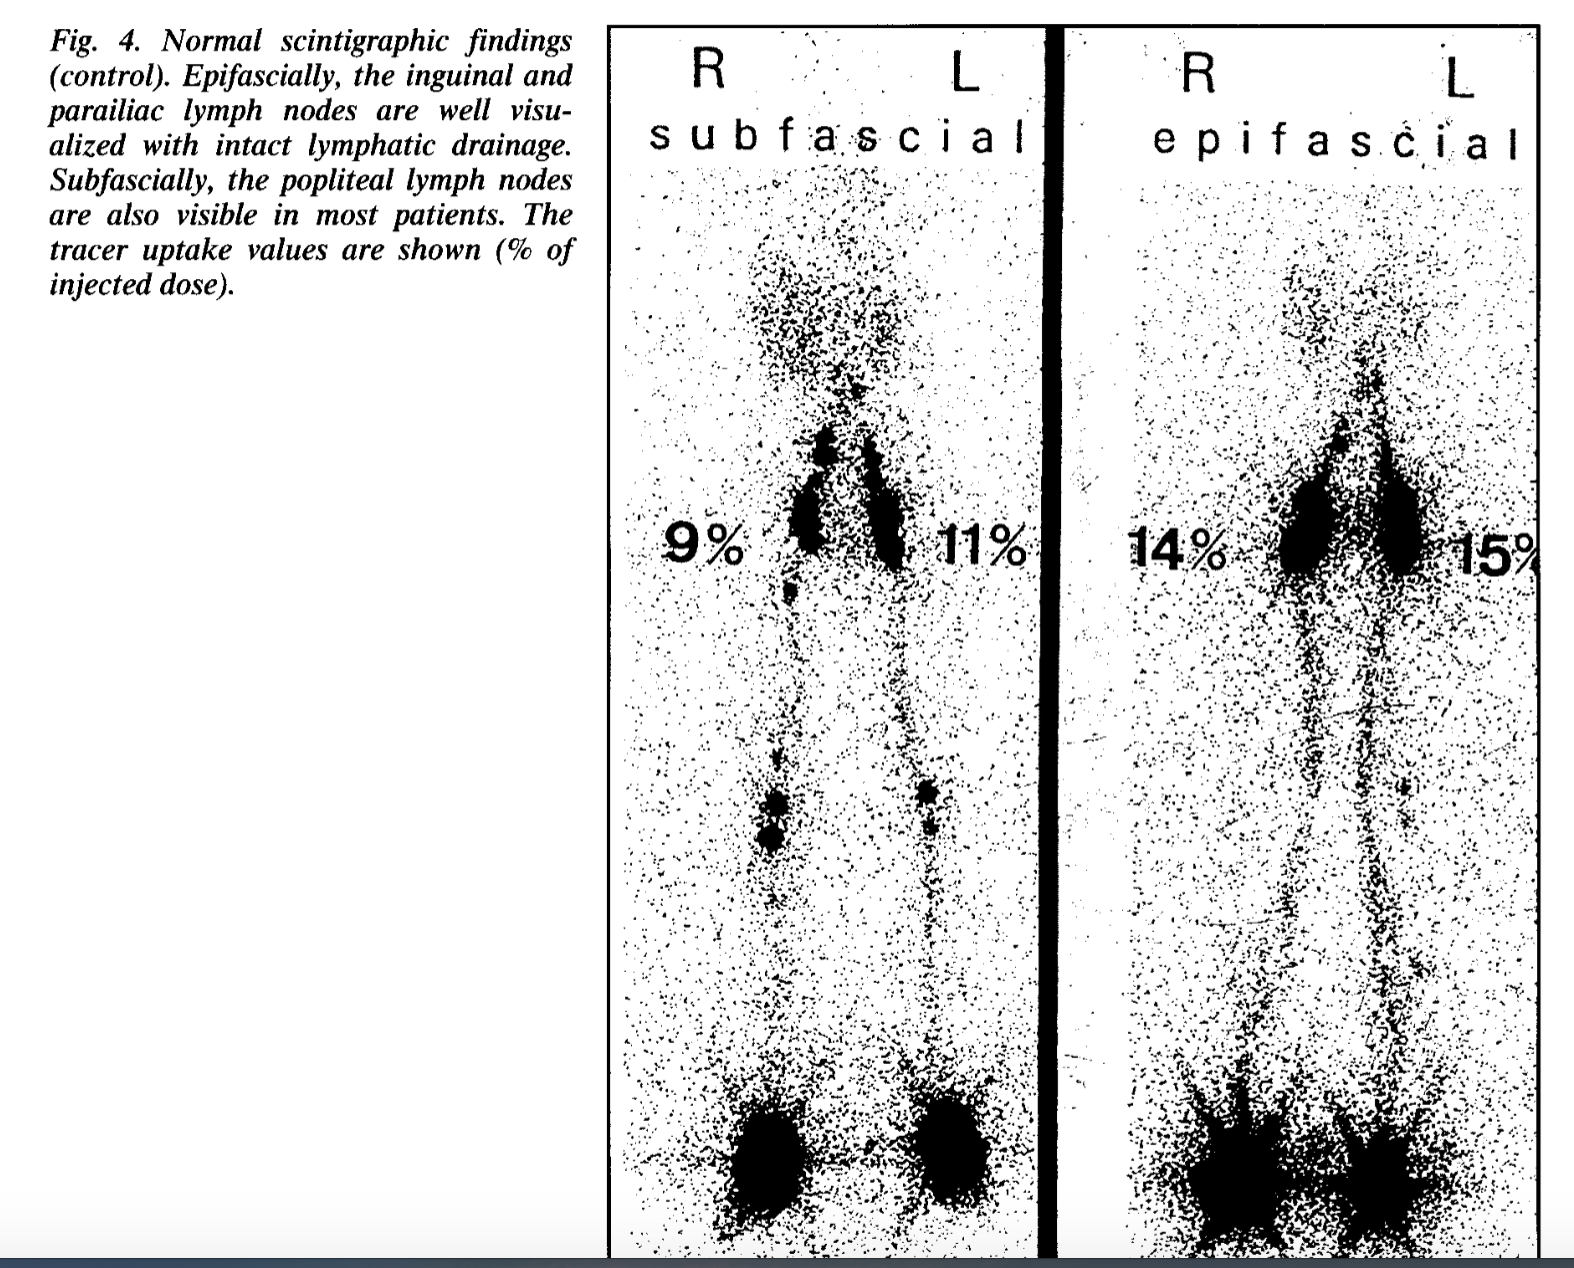 Fig. 4. Normal scintigraphic findings
(control). Epifascially, the inguinal and
parailiac lymph nodes are well visu-
alized with intact lymphatic drainage.
Subfascially, the popliteal lymph nodes
are also visible in most patients. The
tracer uptake values are shown (% of
injected dose).
R L
subfascial
9% 11%
R L
epifascial
14% 15%